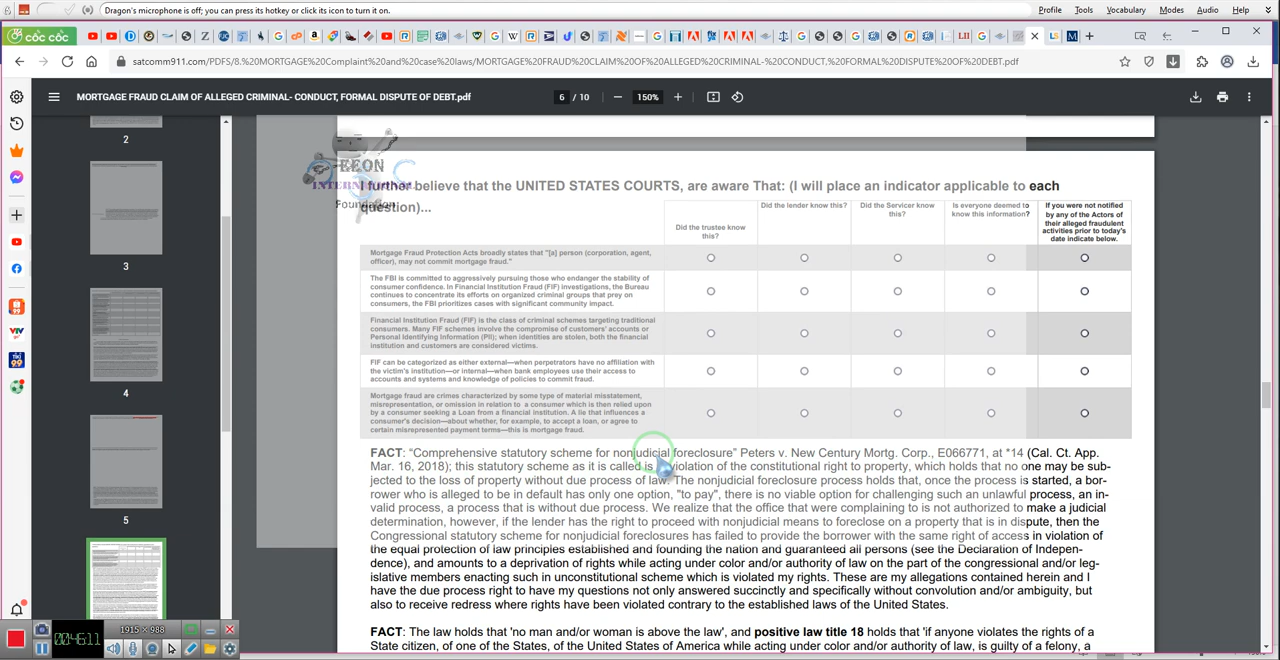 Dragon's microphone is off; you can press its hotkey or click its icon to turn it on.
Profile Tools Vocabulary Modes Audio Help
cốc cốc
satcomm911.com/PDFS/8.%20MORTGAGE%20Complaint%20and%20case%20laws/MORTGAGE%20FRAUD%20CLAIM%20OF%20ALLEGED%20CRIMINAL-%20CONDUCT,%20FORMAL%20DISPUTE%20OF%20DEBT.pdf
MORTGAGE FRAUD CLAIM OF ALLEGED CRIMINAL- CONDUCT, FORMAL DISPUTE OF DEBT.pdf
6 / 10
150%
2
3
4
5
EEON
INTERN
Foundation
I further believe that the UNITED STATES COURTS, are aware That: (I will place an indicator applicable to each
question)...
Did the trustee know
this?
Did the lender know this?
Did the Servicer know
this?
Is everyone deemed to
know this information?
If you were not notified
by any of the Actors of
their alleged fraudulent
activities prior to today's
date indicate below.
Mortgage Fraud Protection Acts broadly states that "[a] person (corporation, agent,
officer), may not commit mortgage fraud."
The FBI is committed to aggressively pursuing those who endanger the stability of
consumer confidence. In Financial Institution Fraud (FIF) investigations, the Bureau
continues to concentrate its efforts on organized criminal groups that prey on
consumers, the FBI prioritizes cases with significant community impact.
Financial Institution Fraud (FIF) is the class of criminal schemes targeting traditional
consumers. Many FIF schemes involve the compromise of customers' accounts or
Personal Identifying Information (PII); when identities are stolen, both the financial
institution and customers are considered victims.
FIF can be categorized as either external—when perpetrators have no affiliation with
the victim's institution—or internal—when bank employees use their access to
accounts and systems and knowledge of policies to commit fraud.
Mortgage fraud are crimes characterized by some type of material misstatement,
misrepresentation, or omission in relation to a consumer which is then relied upon
by a consumer seeking a Loan from a financial institution. A lie that influences a
consumer's decision—about whether, for example, to accept a loan, or agree to
certain misrepresented payment terms—this is mortgage fraud.
FACT: "Comprehensive statutory scheme for nonjudicial foreclosure" Peters v. New Century Mortg. Corp., E066771, at *14 (Cal. Ct. App.
Mar. 16, 2018); this statutory scheme as it is called is a violation of the constitutional right to property, which holds that no one may be sub-
jected to the loss of property without due process of law. The nonjudicial foreclosure process holds that, once the process is started, a bor-
rower who is alleged to be in default has only one option, "to pay", there is no viable option for challenging such an unlawful process, an in-
valid process, a process that is without due process. We realize that the office that were complaining to is not authorized to make a judicial
determination, however, if the lender has the right to proceed with nonjudicial means to foreclose on a property that is in dispute, then the
Congressional statutory scheme for nonjudicial foreclosures has failed to provide the borrower with the same right of access in violation of
the equal protection of law principles established and founding the nation and guaranteed all persons (see the Declaration of Indepen-
dence), and amounts to a deprivation of rights while acting under color and/or authority of law on the part of the congressional and/or leg-
islative members enacting such in unconstitutional scheme which is violated my rights. These are my allegations contained herein and I
have the due process right to have my questions not only answered succinctly and specifically without convolution and/or ambiguity, but
also to receive redress where rights have been violated contrary to the established laws of the United States.
FACT: The law holds that 'no man and/or woman is above the law', and positive law title 18 holds that 'if anyone violates the rights of a
State citizen, of one of the States, of the United States of America while acting under color and/or authority of law, is guilty of a felony, a
1915 x 988